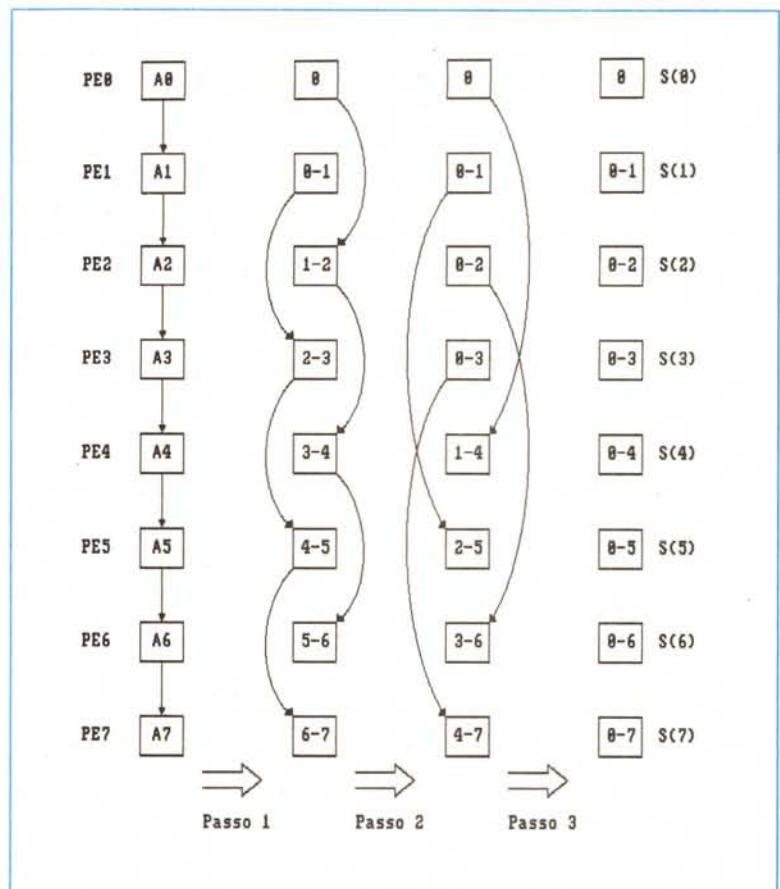 PE0 A0 0 0 0 S(0)
PE1 A1 0-1 0-1 0-1 S(1)
PE2 A2 1-2 0-2 0-2 S(2)
PE3 A3 2-3 0-3 0-3 S(3)
PE4 A4 3-4 1-4 0-4 S(4)
PE5 A5 4-5 2-5 0-5 S(5)
PE6 A6 5-6 3-6 0-6 S(6)
PE7 A7 6-7 4-7 0-7 S(7)
Passo 1 Passo 2 Passo 3